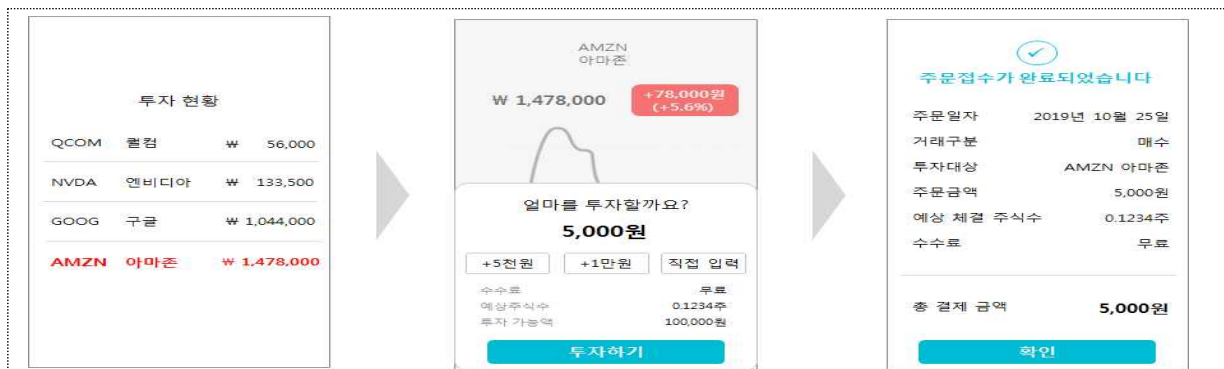 투자 현황
QCOM 퀄컴 ₩ 56,000
NVDA 엔비디아 ₩ 133,500
GOOG 구글 ₩ 1,044,000
AMZN 아마존 ₩ 1,478,000
AMZN
아마존
₩ 1,478,000
+78,000원
(+5.6%)
얼마를 투자할까요?
5,000원
+5천원 +1만원 직접 입력
수수료 무료
예상주식수 0.1234주
투자 가능액 100,000원
투자하기
주문접수가 완료되었습니다
주문일자 2019년 10월 25일
거래구분 매수
투자대상 AMZN 아마존
주문금액 5,000원
예상 체결 주식수 0.1234주
수수료 무료
총 결제 금액 5,000원
확인